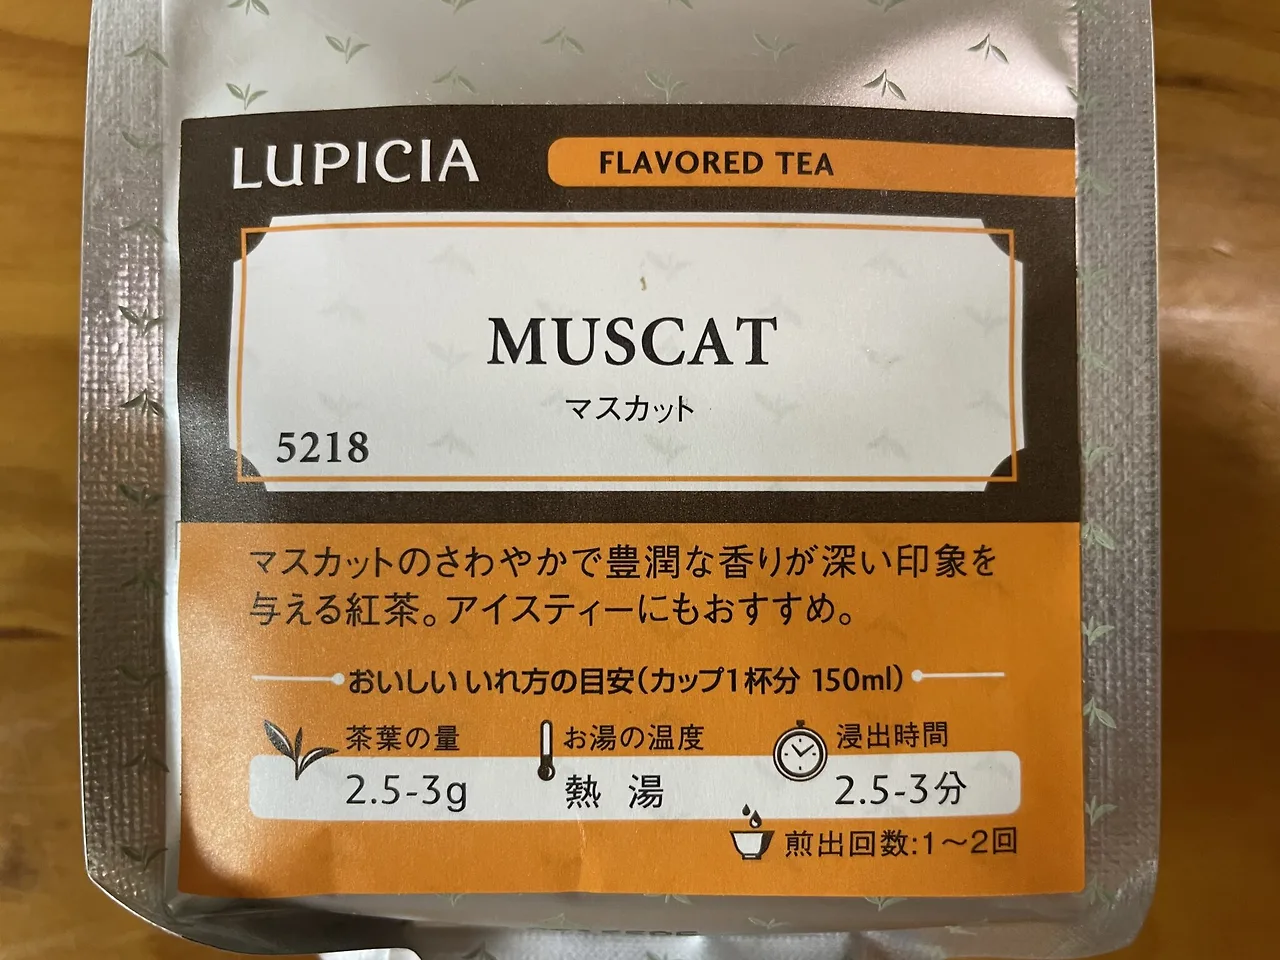 LUPICIA
FLAVORED TEA
MUSCAT
マスカット
5218
マスカットのさわやかで豊潤な香りが深い印象を
与える紅茶。アイスティーにもおすすめ。
おいしいいれ方の目安(カップ1杯分 150ml)
茶葉の量
お湯の温度
浸出時間
2.5-3g
熱 湯
2.5-3分
煎出回数:1〜2回